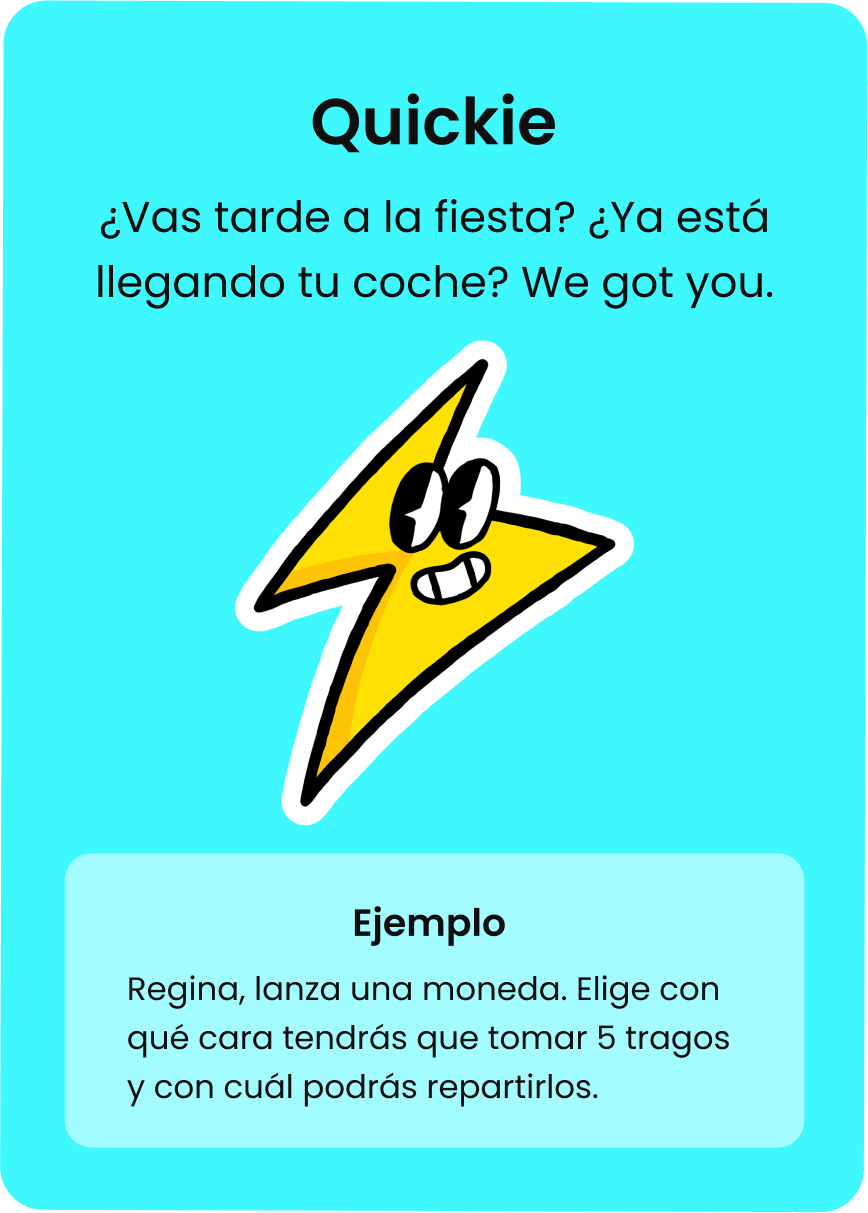 Quickie
¿Vas tarde a la fiesta? ¿Ya está
llegando tu coche? We got you.
Ejemplo
Regina, lanza una moneda. Elige con
qué cara tendrás que tomar 5 tragos
y con cuál podrás repartirlos.